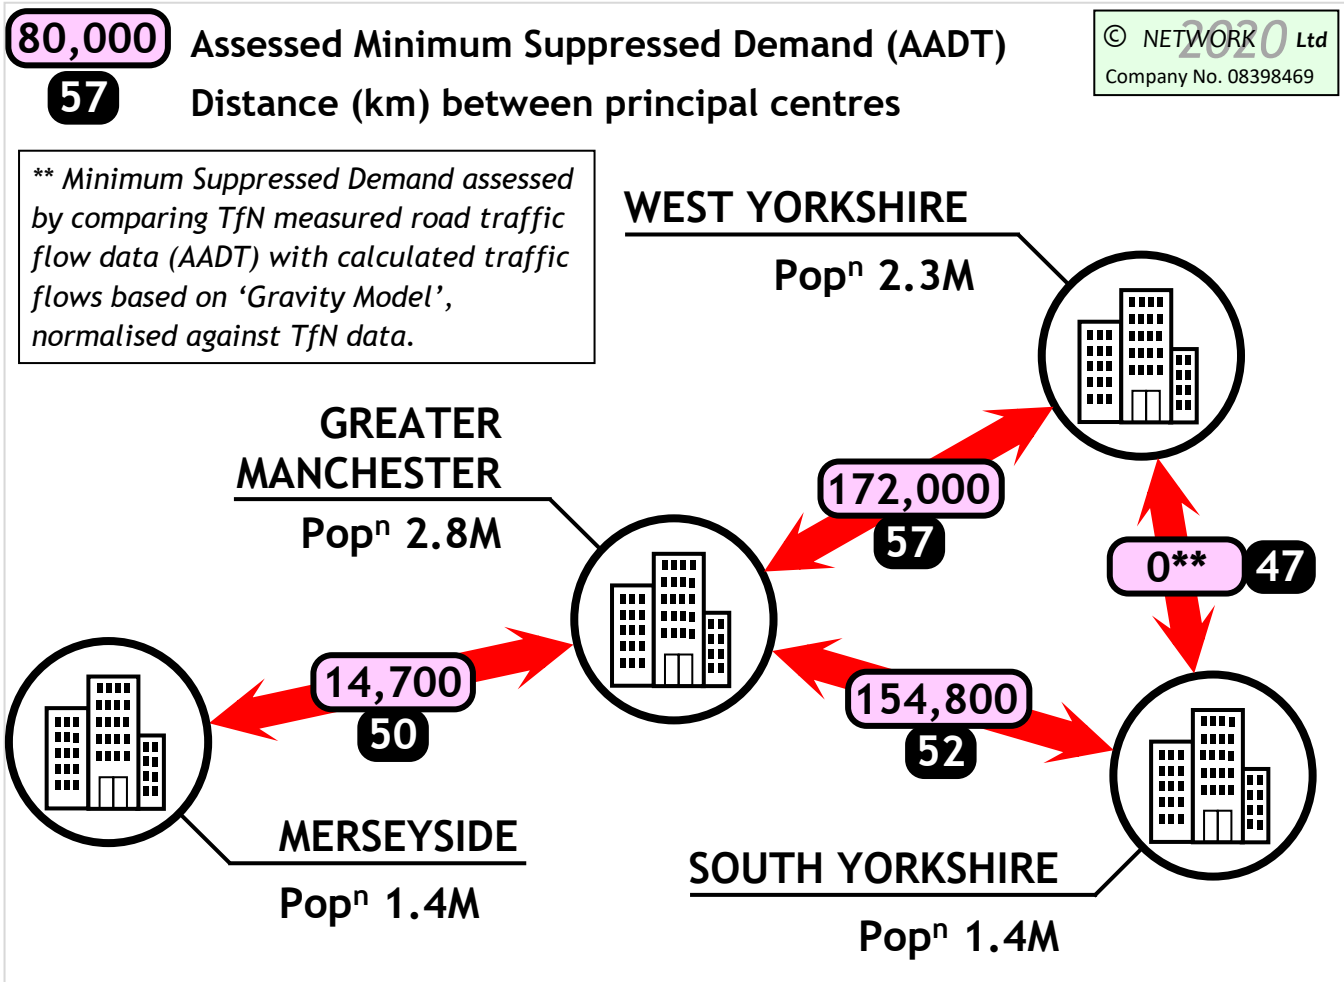 80,000 Assessed Minimum Suppressed Demand (AADT)
57 Distance (km) between principal centres
© NETWORK 2020 Ltd
Company No. 08398469
** Minimum Suppressed Demand assessed
by comparing TfN measured road traffic
flow data (AADT) with calculated traffic
flows based on ‘Gravity Model’,
normalised against TfN data.
WEST YORKSHIRE
Popⁿ 2.3M
GREATER
MANCHESTER
Popⁿ 2.8M
172,000
57
0** 47
14,700
50
154,800
52
MERSEYSIDE
Popⁿ 1.4M
SOUTH YORKSHIRE
Popⁿ 1.4M